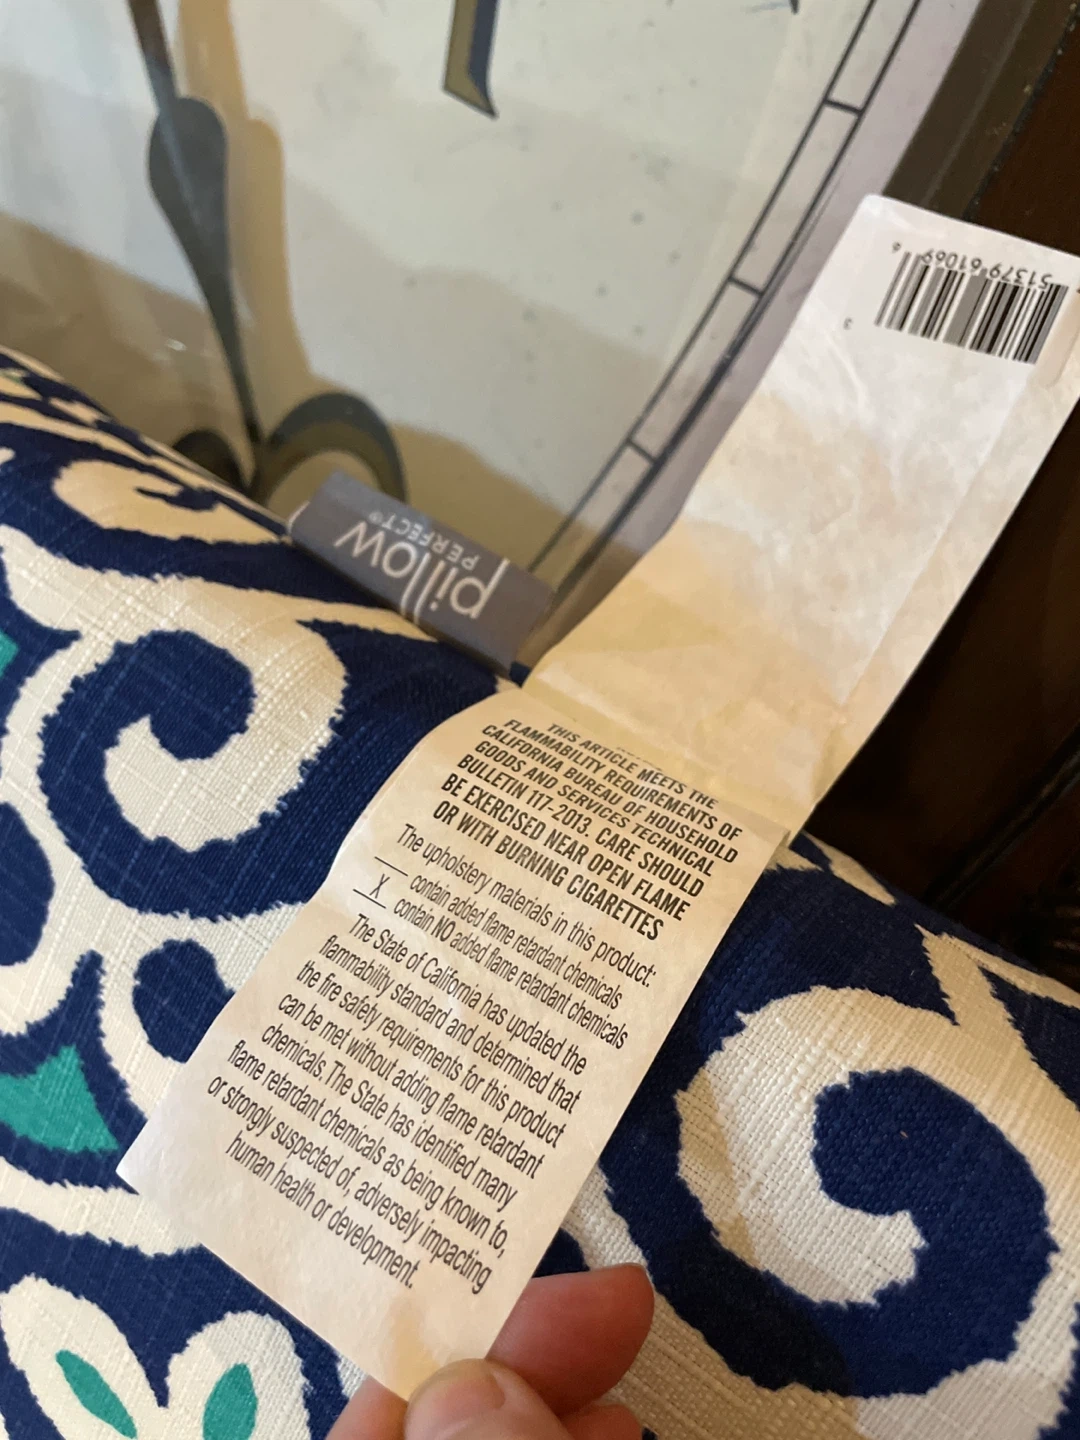 pillow
PERFECT®
51379 61069
6
3
THIS ARTICLE MEETS THE
FLAMMABILITY REQUIREMENTS OF
CALIFORNIA BUREAU OF HOUSEHOLD
GOODS AND SERVICES TECHNICAL
BULLETIN 117-2013. CARE SHOULD
BE EXERCISED NEAR OPEN FLAME
OR WITH BURNING CIGARETTES
The upholstery materials in this product:
____ contain added flame retardant chemicals
_X_ contain NO added flame retardant chemicals
The State of California has updated the
flammability standard and determined that
the fire safety requirements for this product
can be met without adding flame retardant
chemicals. The State has identified many
flame retardant chemicals as being known to,
or strongly suspected of, adversely impacting
human health or development.